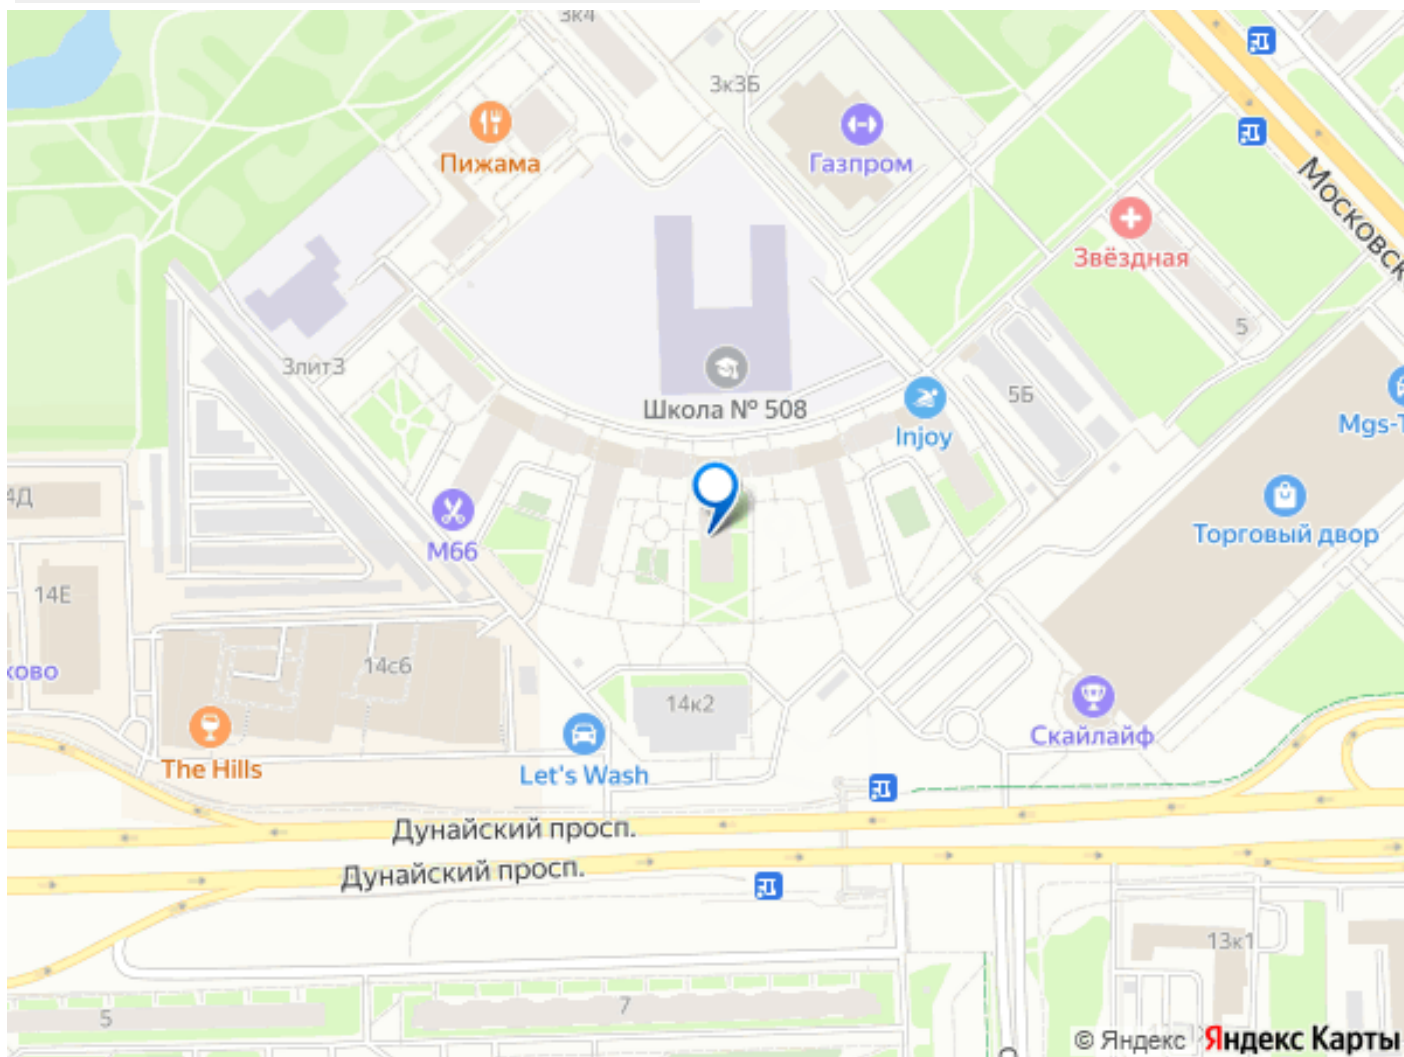 3к4
3к3Б
Пижама
Газпром
Московск
Звёздная
5
3лит3
5Б
Школа № 508
Injoy
Mgs-T
4Д
М66
Торговый двор
14Е
ково
14с6
14к2
Скайлайф
The Hills
Let's Wash
Дунайский просп.
Дунайский просп.
13к1
5
7
© Яндекс Яндекс Карты